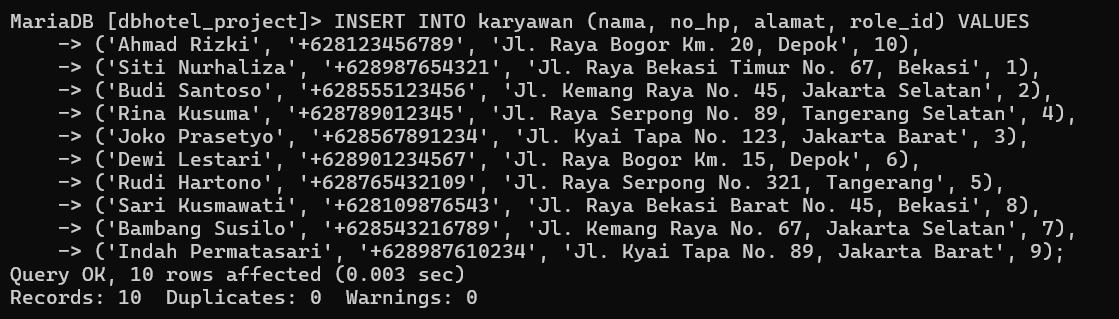 MariaDB [dbhotel_project]> INSERT INTO karyawan (nama, no_hp, alamat, role_id) VALUES
    -> ('Ahmad Rizki', '+628123456789', 'Jl. Raya Bogor Km. 20, Depok', 10),
    -> ('Siti Nurhaliza', '+628987654321', 'Jl. Raya Bekasi Timur No. 67, Bekasi', 1),
    -> ('Budi Santoso', '+628555123456', 'Jl. Kemang Raya No. 45, Jakarta Selatan', 2),
    -> ('Rina Kusuma', '+628789012345', 'Jl. Raya Serpong No. 89, Tangerang Selatan', 4),
    -> ('Joko Prasetyo', '+628567891234', 'Jl. Kyai Tapa No. 123, Jakarta Barat', 3),
    -> ('Dewi Lestari', '+628901234567', 'Jl. Raya Bogor Km. 15, Depok', 6),
    -> ('Rudi Hartono', '+628765432109', 'Jl. Raya Serpong No. 321, Tangerang', 5),
    -> ('Sari Kusmawati', '+628109876543', 'Jl. Raya Bekasi Barat No. 45, Bekasi', 8),
    -> ('Bambang Susilo', '+628543216789', 'Jl. Kemang Raya No. 67, Jakarta Selatan', 7),
    -> ('Indah Permatasari', '+628987610234', 'Jl. Kyai Tapa No. 89, Jakarta Barat', 9);
Query OK, 10 rows affected (0.003 sec)
Records: 10  Duplicates: 0  Warnings: 0